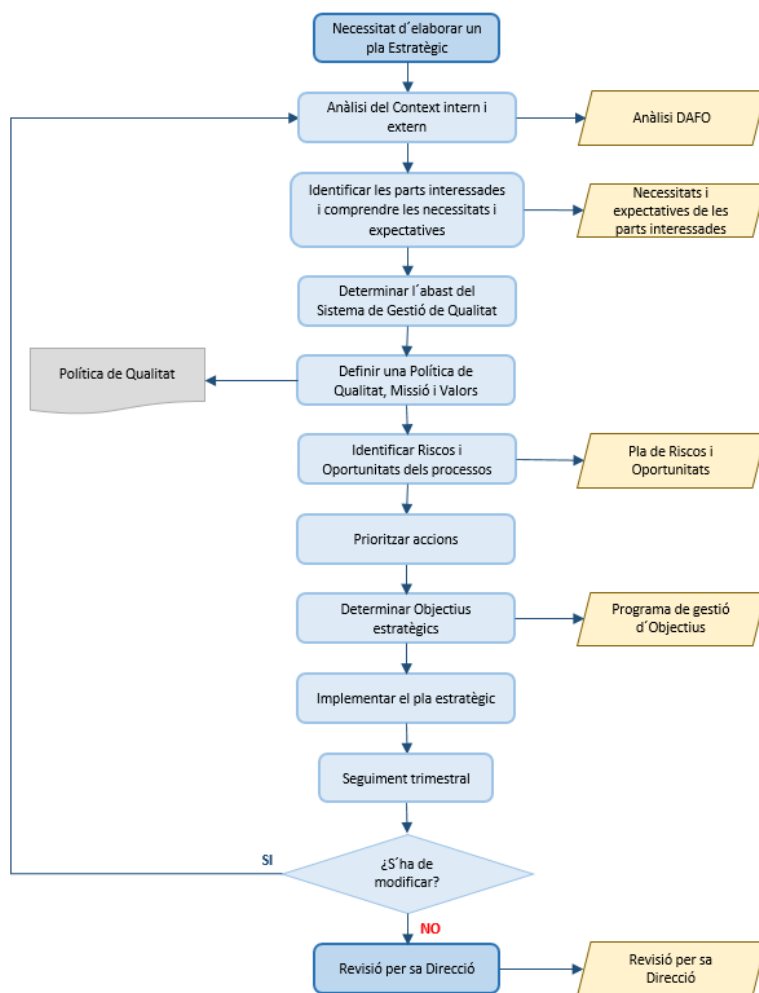 Necessitat d´elaborar un
pla Estratègic
Anàlisi del Context intern i
extern
Anàlisi DAFO
Identificar les parts interessades
i comprendre les necessitats i
expectatives
Necessitats i
expectatives de les
parts interessades
Determinar l´abast del
Sistema de Gestió de Qualitat
Política de Qualitat
Definir una Política de
Qualitat, Missió i Valors
Identificar Riscos i
Oportunitats dels processos
Pla de Riscos i
Oportunitats
Prioritzar accions
Determinar Objectius
estratègics
Programa de gestió
d´Objectius
Implementar el pla estratègic
Seguiment trimestral
SI
¿S´ha de
modificar?
NO
Revisió per sa Direcció
Revisió per sa
Direcció